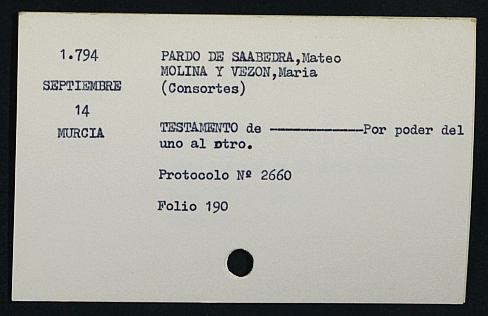 1.794
SEPTIEMBRE
14
MURCIA
PARDO DE SAABEDRA,Mateo
MOLINA Y VEZON,Maria
(Consortes)
TESTAMENTO de —————————Por poder del
uno al otro.
Protocolo Nº 2660
Folio 190